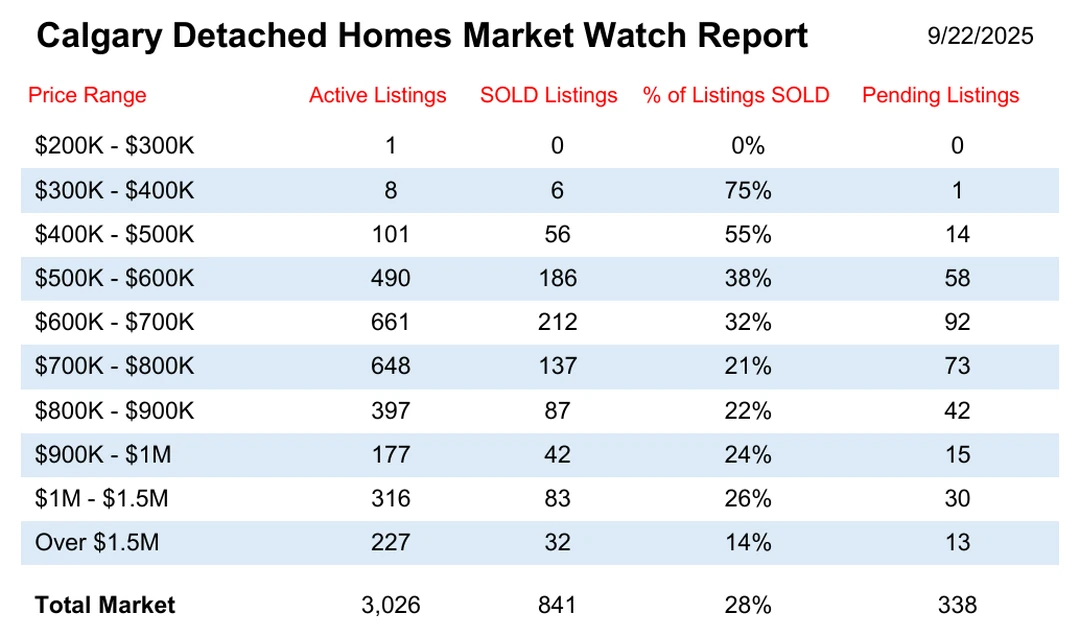 Calgary Detached Homes Market Watch Report 9/22/2025
Price Range Active Listings SOLD Listings % of Listings SOLD Pending Listings
$200K - $300K 1 0 0% 0
$300K - $400K 8 6 75% 1
$400K - $500K 101 56 55% 14
$500K - $600K 490 186 38% 58
$600K - $700K 661 212 32% 92
$700K - $800K 648 137 21% 73
$800K - $900K 397 87 22% 42
$900K - $1M 177 42 24% 15
$1M - $1.5M 316 83 26% 30
Over $1.5M 227 32 14% 13
Total Market 3,026 841 28% 338